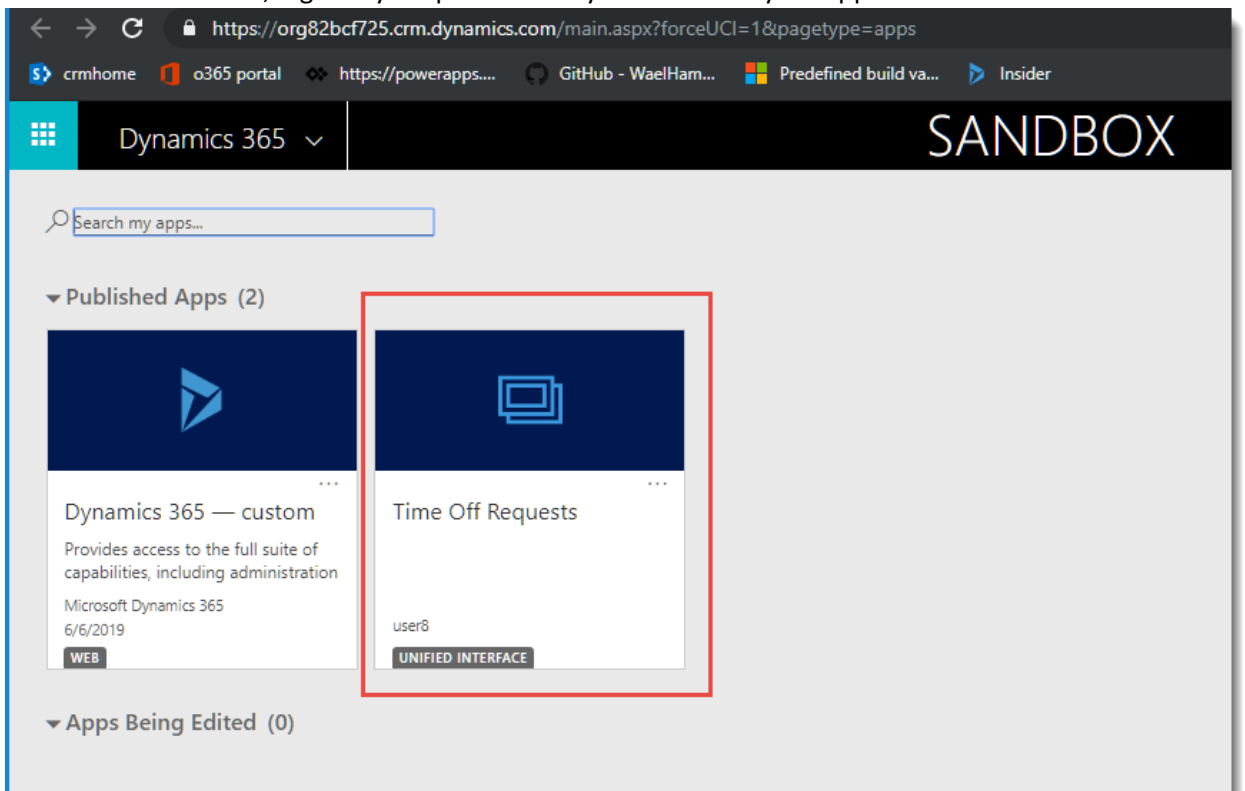 https://org82bcf725.crm.dynamics.com/main.aspx?forceUCI=1&pagetype=apps
crmhome o365 portal https://powerapps.... GitHub - WaelHam... Predefined build va... Insider
Dynamics 365 SANDBOX
Search my apps...
Published Apps (2)
...
Dynamics 365 — custom
Provides access to the full suite of
capabilities, including administration
Microsoft Dynamics 365
6/6/2019
WEB
...
Time Off Requests
user8
UNIFIED INTERFACE
Apps Being Edited (0)